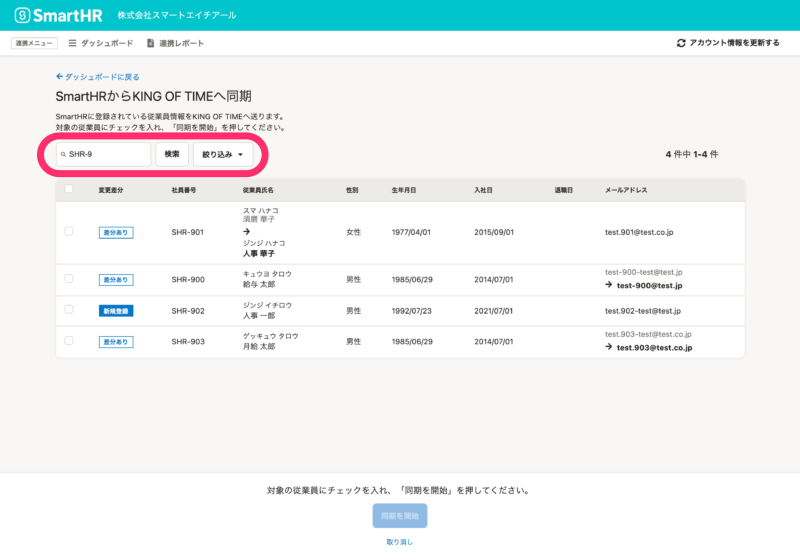 SmartHR 株式会社スマートエイチアール
連携メニュー ダッシュボード 連携レポート アカウント情報を更新する
ダッシュボードに戻る
SmartHRからKING OF TIMEへ同期
SmartHRに登録されている従業員情報をKING OF TIMEへ送ります。
対象の従業員にチェックを入れ、「同期を開始」を押してください。
SHR-9 検索 絞り込み 4 件中 1-4 件
変更差分 社員番号 従業員氏名 性別 生年月日 入社日 退職日 メールアドレス
スマ ハナコ
須磨 華子
差分あり SHR-901 → 女性 1977/04/01 2015/09/01 test.901@test.co.jp
ジンジ ハナコ
人事 華子
キュウヨ タロウ test-900-test@test.jp
差分あり SHR-900 給与 太郎 男性 1985/06/29 2014/07/01 → test-900@test.jp
ジンジ イチロウ
新規登録 SHR-902 人事 一郎 男性 1992/07/23 2021/07/01 test.902-test@test.jp
ゲッキュウ タロウ test.903-test@test.co.jp
差分あり SHR-903 月給 太郎 男性 1985/06/29 2014/07/01 → test.903@test.co.jp
対象の従業員にチェックを入れ、「同期を開始」を押してください。
同期を開始
取り消し